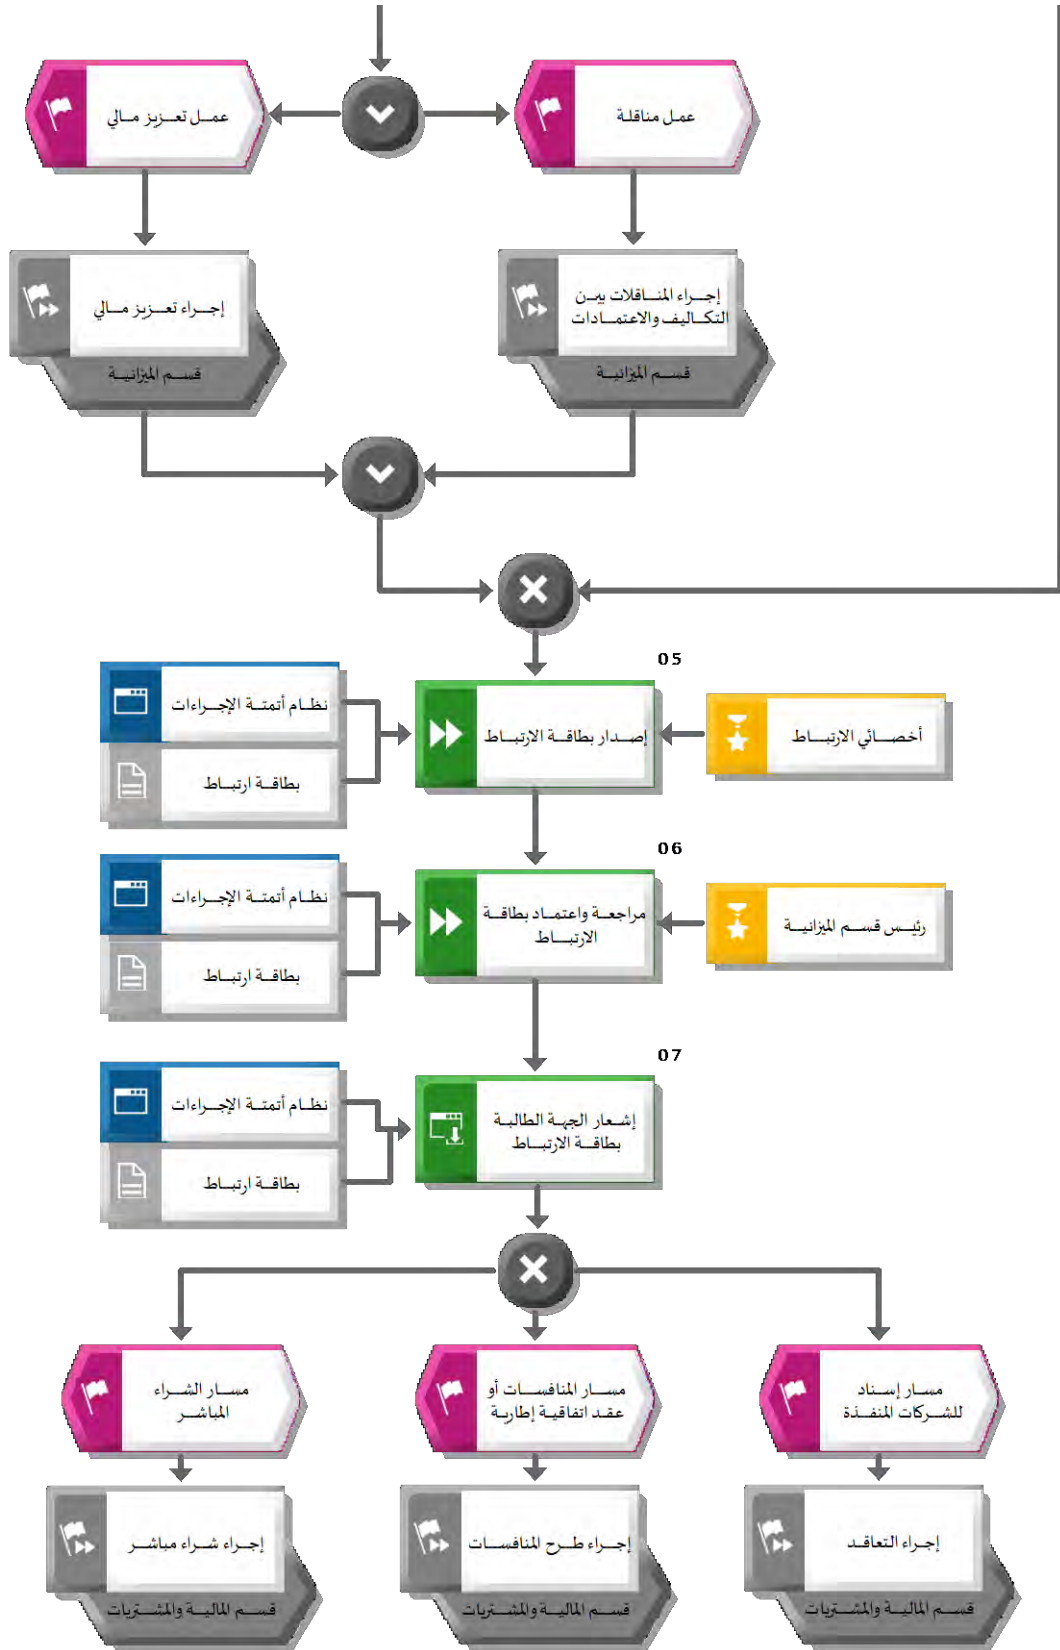 عمل مناقلة
عمل تعزيز مالي
إجراء المناقلات بين
التكاليف والاعتمادات
قسم الميزانية
إجراء تعزيز مالي
قسم الميزانية
05
أخصائي الارتباط
إصدار بطاقة الارتباط
نظام أتمتة الإجراءات
بطاقة ارتباط
06
رئيس قسم الميزانية
مراجعة واعتماد بطاقة
الارتباط
نظام أتمتة الإجراءات
بطاقة ارتباط
07
إشعار الجهة الطالبة
بطاقة الارتباط
نظام أتمتة الإجراءات
بطاقة ارتباط
مسار إسناد
للشركات المنفذة
مسار المنافسات أو
عقد اتفاقية إطارية
مسار الشراء
المباشر
إجراء التعاقد
قسم المالية والمشتريات
إجراء طرح المنافسات
قسم المالية والمشتريات
إجراء شراء مباشر
قسم المالية والمشتريات